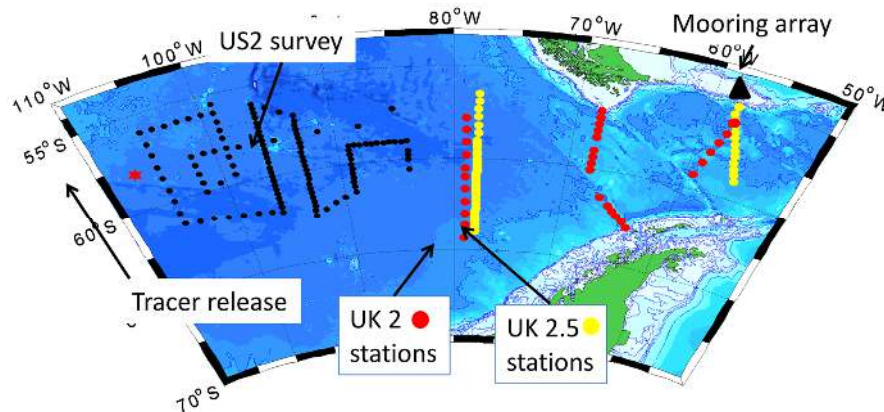 80°W
Mooring array
100°W
US2 survey
70°W
60°W
110°W
50°S
55°S
60°S
Tracer release
UK 2
stations
UK 2.5
stations
70°S